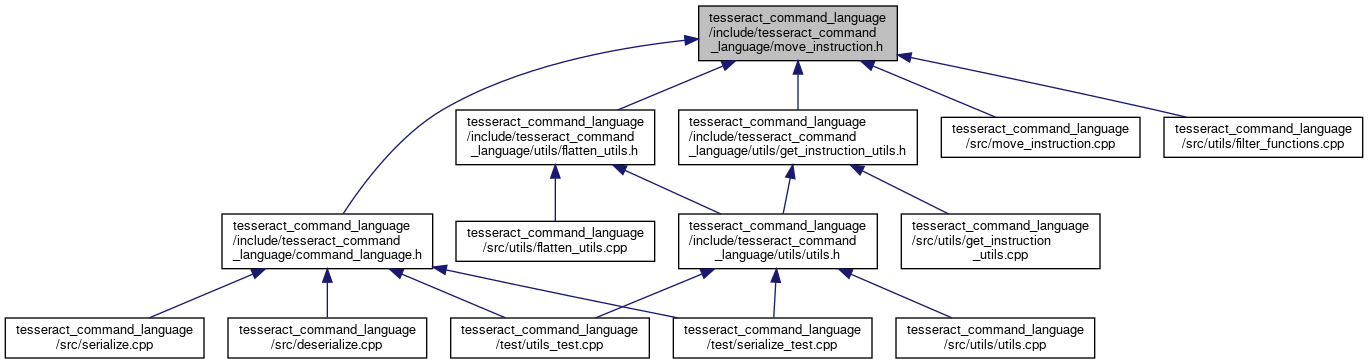 tesseract_command_language
/include/tesseract_command
_language/move_instruction.h
tesseract_command_language
/include/tesseract_command
_language/utils/flatten_utils.h
tesseract_command_language
/include/tesseract_command
_language/utils/get_instruction_utils.h
tesseract_command_language
/src/move_instruction.cpp
tesseract_command_language
/src/utils/filter_functions.cpp
tesseract_command_language
/include/tesseract_command
_language/command_language.h
tesseract_command_language
/src/utils/flatten_utils.cpp
tesseract_command_language
/include/tesseract_command
_language/utils/utils.h
tesseract_command_language
/src/utils/get_instruction
_utils.cpp
tesseract_command_language
/src/serialize.cpp
tesseract_command_language
/src/deserialize.cpp
tesseract_command_language
/test/utils_test.cpp
tesseract_command_language
/test/serialize_test.cpp
tesseract_command_language
/src/utils/utils.cpp